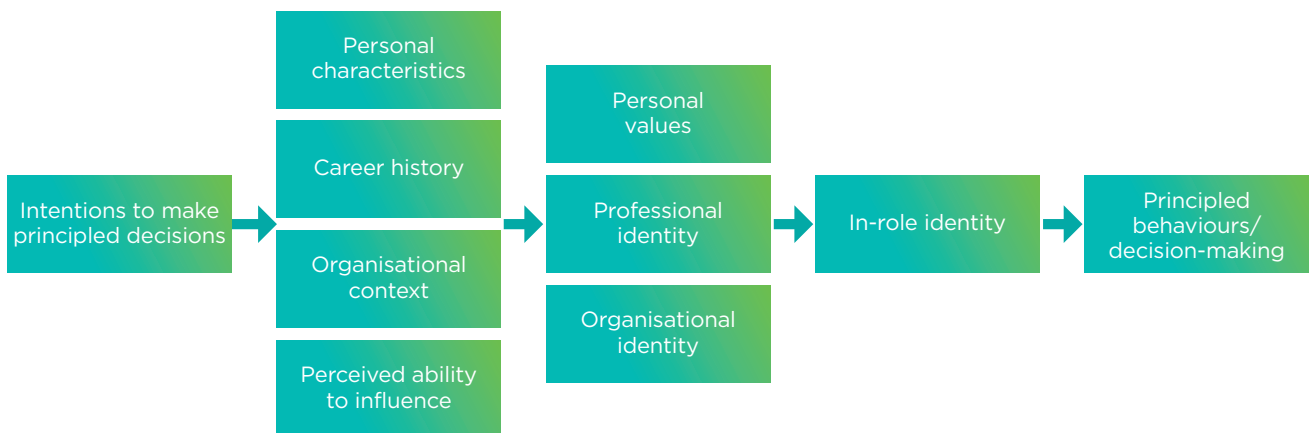 Intentions to make
principled decisions
Personal
characteristics
Career history
Organisational
context
Perceived ability
to influence
Personal
values
Professional
identity
Organisational
identity
In-role identity
Principled
behaviours/
decision-making